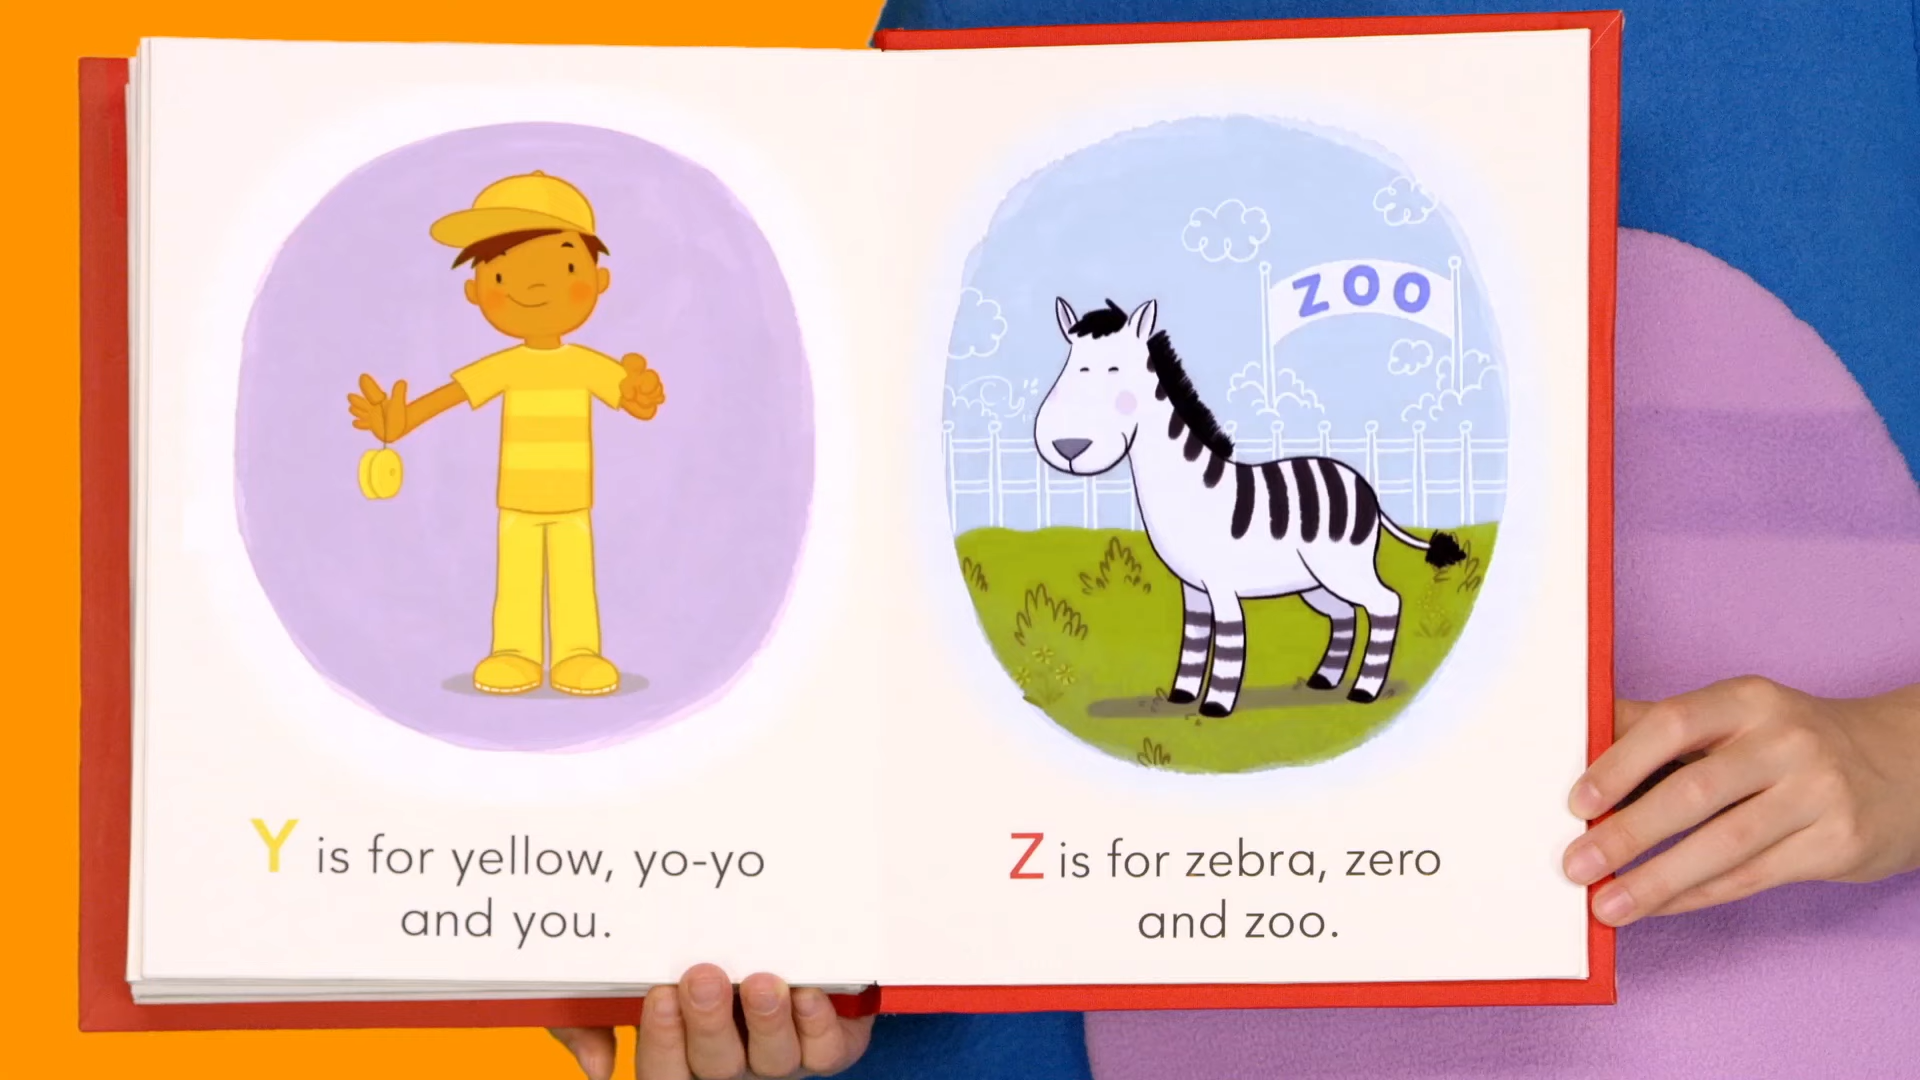 Y is for yellow, yo-yo
and you.
ZOO
Z is for zebra, zero
and zoo.